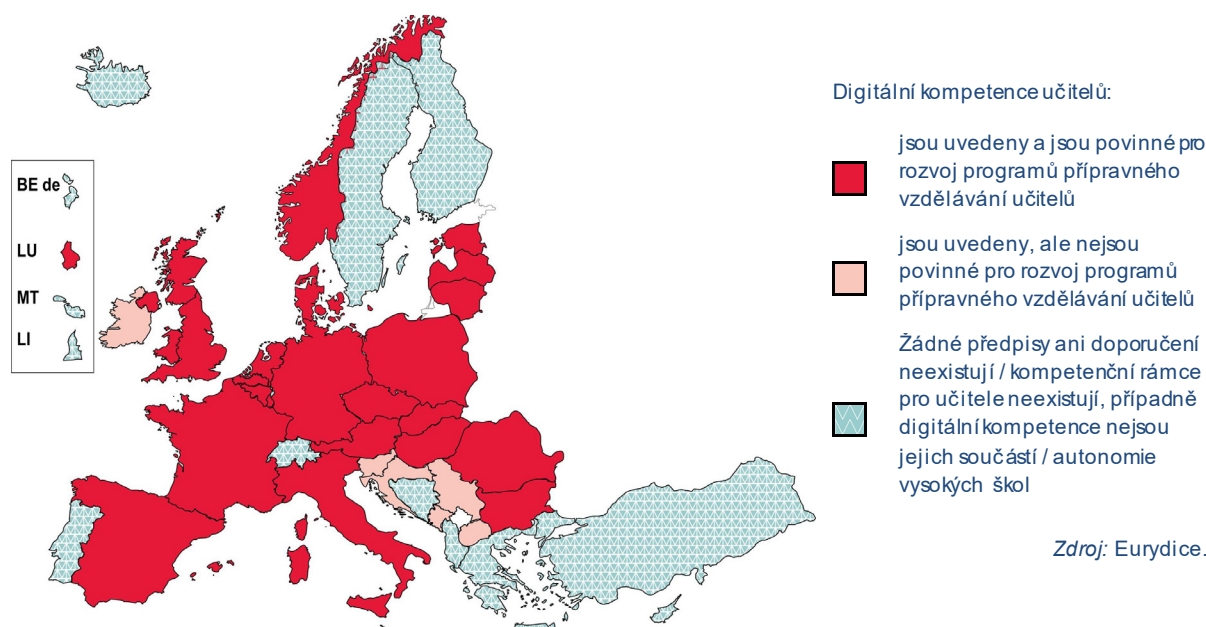 BE de
LU
MT
LI
Digitální kompetence učitelů:
jsou uvedeny a jsou povinné pro
rozvoj programů přípravného
vzdělávání učitelů
jsou uvedeny, ale nejsou
povinné pro rozvoj programů
přípravného vzdělávání učitelů
Žádné předpisy ani doporučení
neexistují / kompetenční rámce
pro učitele neexistují, případně
digitální kompetence nejsou
jejich součástí / autonomie
vysokých škol
Zdroj: Eurydice.